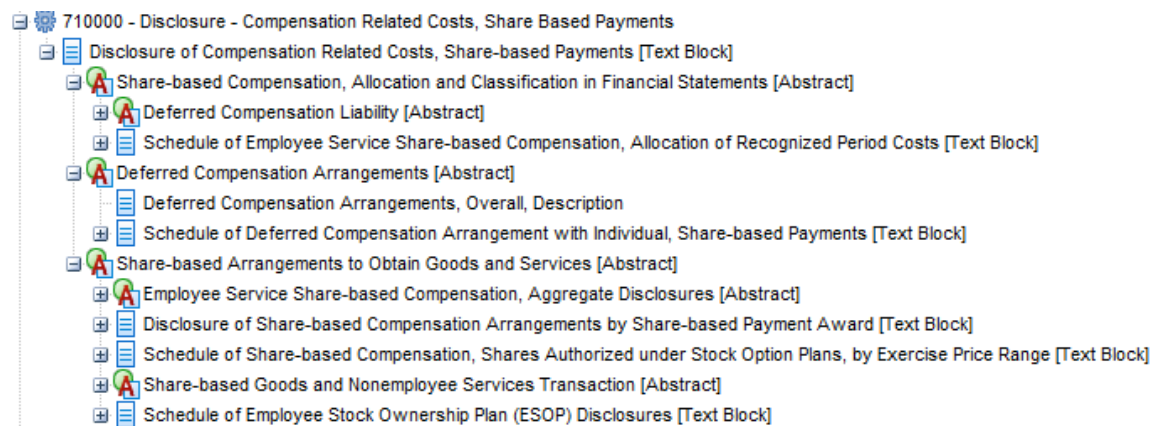 710000 - Disclosure - Compensation Related Costs, Share Based Payments
Disclosure of Compensation Related Costs, Share-based Payments [Text Block]
Share-based Compensation, Allocation and Classification in Financial Statements [Abstract]
Deferred Compensation Liability [Abstract]
Schedule of Employee Service Share-based Compensation, Allocation of Recognized Period Costs [Text Block]
Deferred Compensation Arrangements [Abstract]
Deferred Compensation Arrangements, Overall, Description
Schedule of Deferred Compensation Arrangement with Individual, Share-based Payments [Text Block]
Share-based Arrangements to Obtain Goods and Services [Abstract]
Employee Service Share-based Compensation, Aggregate Disclosures [Abstract]
Disclosure of Share-based Compensation Arrangements by Share-based Payment Award [Text Block]
Schedule of Share-based Compensation, Shares Authorized under Stock Option Plans, by Exercise Price Range [Text Block]
Share-based Goods and Nonemployee Services Transaction [Abstract]
Schedule of Employee Stock Ownership Plan (ESOP) Disclosures [Text Block]